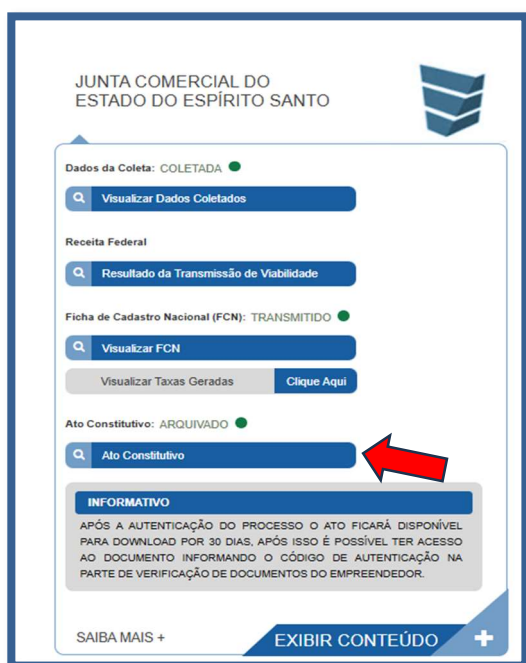 JUNTA COMERCIAL DO
ESTADO DO ESPÍRITO SANTO
Dados da Coleta: COLETADA
Visualizar Dados Coletados
Receita Federal
Resultado da Transmissão de Viabilidade
Ficha de Cadastro Nacional (FCN): TRANSMITIDO
Visualizar FCN
Visualizar Taxas Geradas Clique Aqui
Ato Constitutivo: ARQUIVADO
Ato Constitutivo
INFORMATIVO
APÓS A AUTENTICAÇÃO DO PROCESSO O ATO FICARÁ DISPONÍVEL
PARA DOWNLOAD POR 30 DIAS, APÓS ISSO É POSSÍVEL TER ACESSO
AO DOCUMENTO INFORMANDO O CÓDIGO DE AUTENTICAÇÃO NA
PARTE DE VERIFICAÇÃO DE DOCUMENTOS DO EMPREENDEDOR.
SAIBA MAIS + EXIBIR CONTEÚDO +